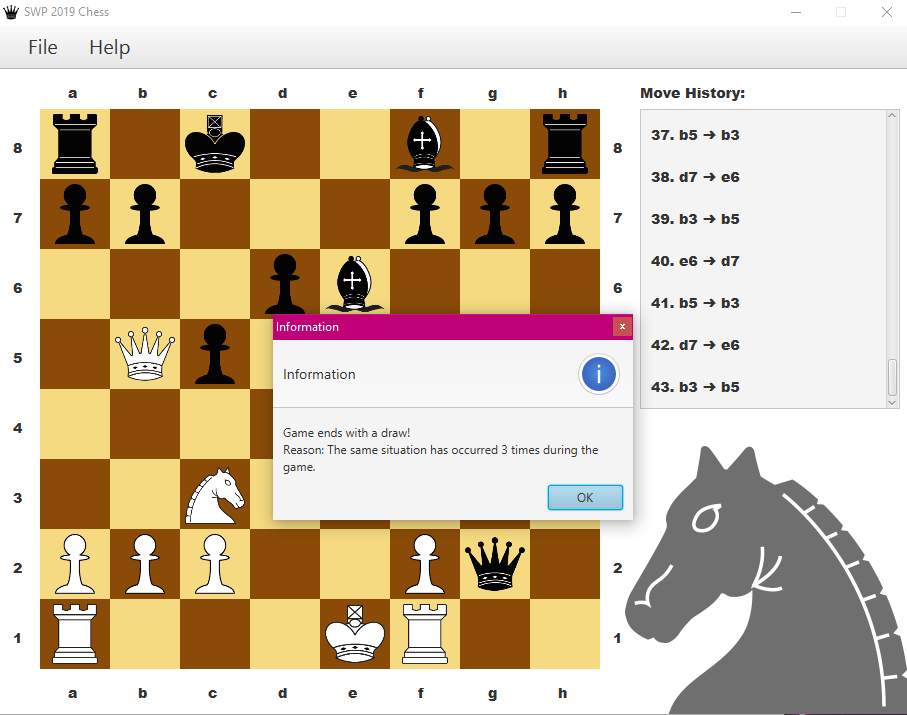 SWP 2019 Chess
File Help
a b c d e f g h
8 8
7 7
6 6
5
4
3
2 2
1 1
a b c d e f g h
Move History:
37. b5 → b3
38. d7 → e6
39. b3 → b5
40. e6 → d7
41. b5 → b3
42. d7 → e6
43. b3 → b5
Information
Information
Game ends with a draw!
Reason: The same situation has occurred 3 times during the
game.
OK